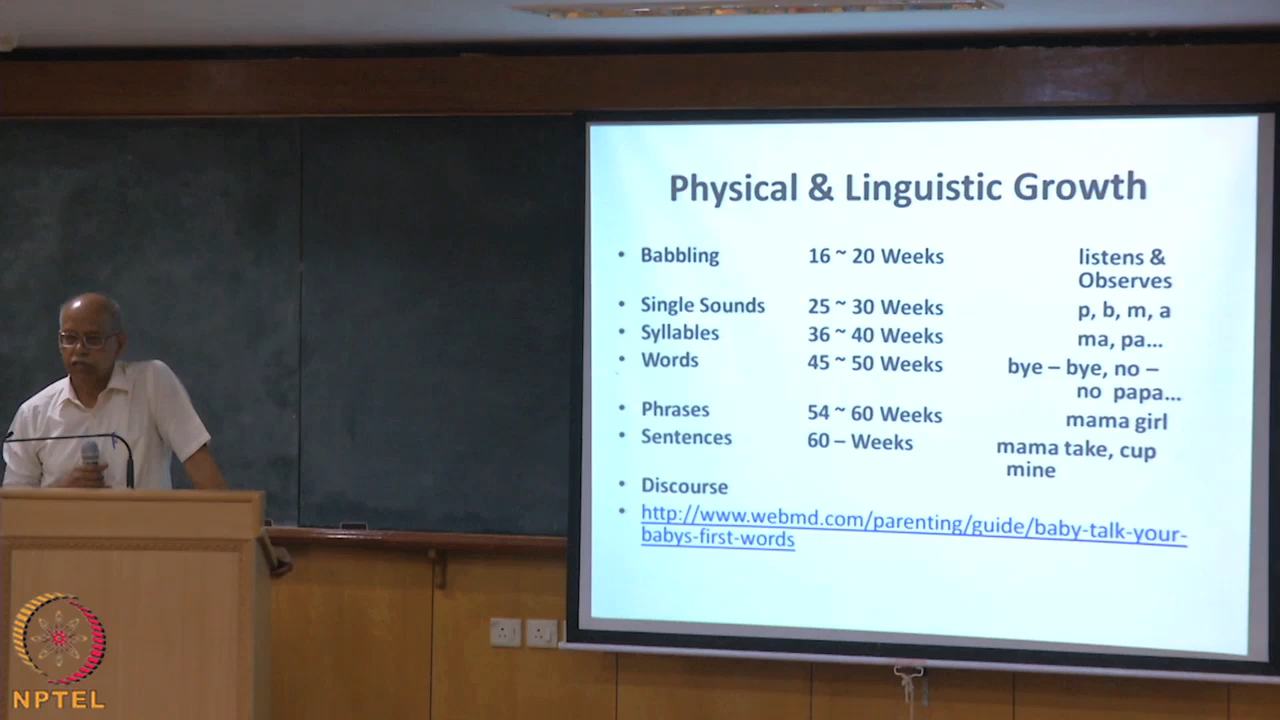 Physical & Linguistic Growth
• Babbling 16 ~ 20 Weeks listens &
Observes
• Single Sounds 25 ~ 30 Weeks p, b, m, a
• Syllables 36 ~ 40 Weeks ma, pa...
• Words 45 ~ 50 Weeks bye – bye, no –
no papa...
• Phrases 54 ~ 60 Weeks mama girl
• Sentences 60 – Weeks mama take, cup
mine
• Discourse
• http://www.webmd.com/parenting/guide/baby-talk-your-
babys-first-words
NPTEL